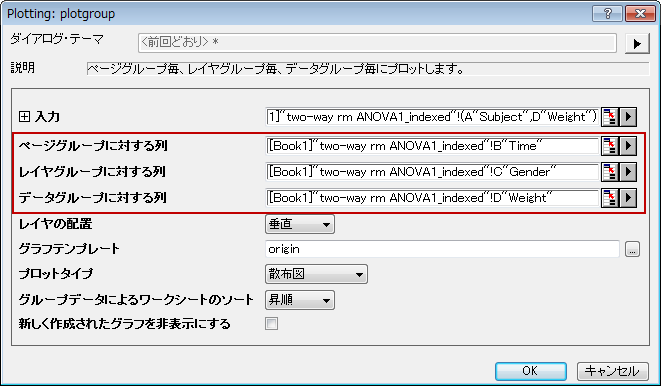 Plotting: plotgroup
ダイアログ・テーマ <前回どおり> *
説明 ページグループ毎、レイヤグループ毎、データグループ毎にプロットします。
入力 1]"two-way rm ANOVA1_indexed"!(A"Subject",D"Weight")
ページグループに対する列 [Book1]"two-way rm ANOVA1_indexed"!B"Time"
レイヤグループに対する列 [Book1]"two-way rm ANOVA1_indexed"!C"Gender"
データグループに対する列 [Book1]"two-way rm ANOVA1_indexed"!D"Weight"
レイヤの配置 垂直
グラフテンプレート origin ...
プロットタイプ 散布図
グループデータによるワークシートのソート 昇順
新しく作成されたグラフを非表示にする
OK キャンセル